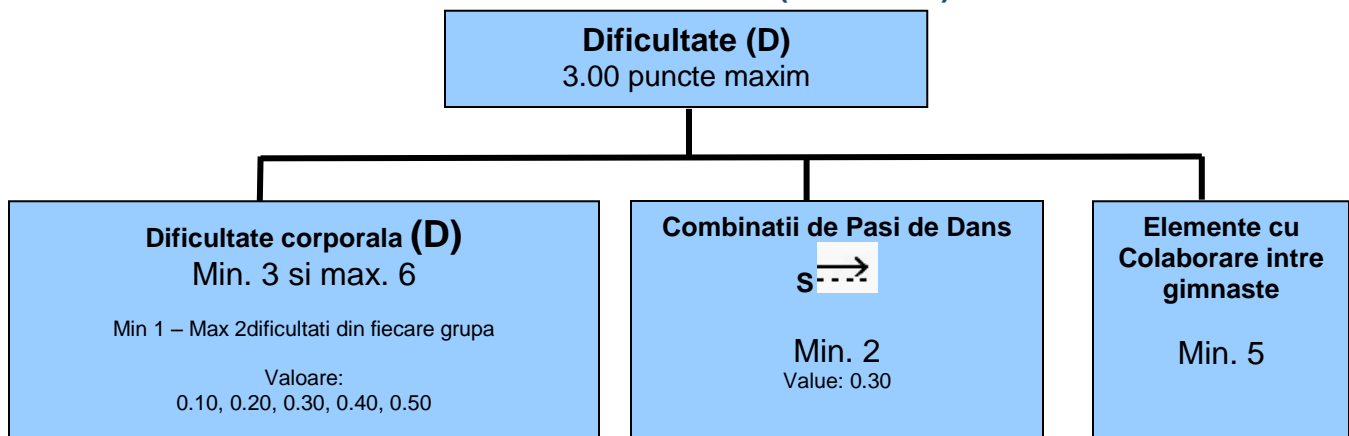 Dificultate (D)
3.00 puncte maxim
Dificultate corporala (D)
Min. 3 si max. 6
Min 1 – Max 2dificultati din fiecare grupa
Valoare:
0.10, 0.20, 0.30, 0.40, 0.50
Combinatii de Pasi de Dans
S
Min. 2
Value: 0.30
Elemente cu
Colaborare intre
gimnaste
Min. 5